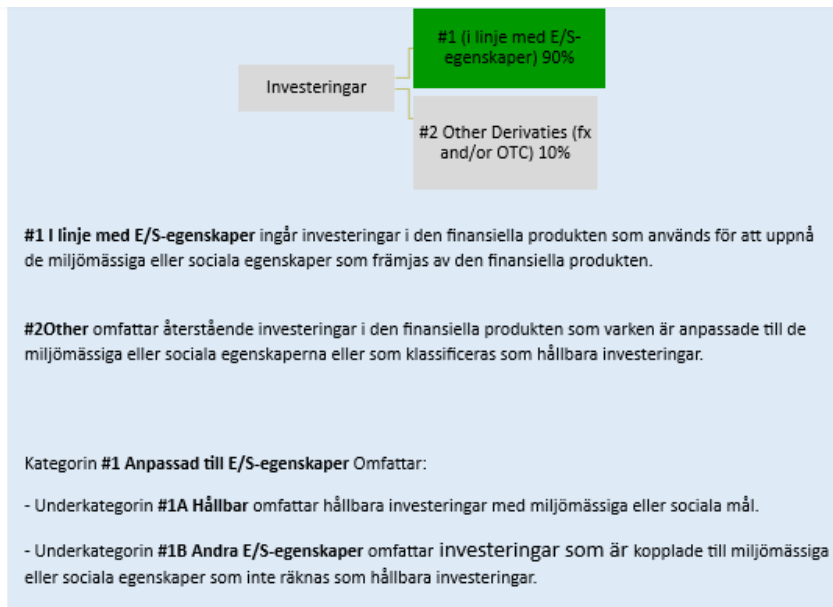 #1 (i linje med E/S-
egenskaper) 90%
Investeringar
#2 Other Derivaties (fx
and/or OTC) 10%
#1 I linje med E/S-egenskaper ingår investeringar i den finansiella produkten som används för att uppnå
de miljömässiga eller sociala egenskaper som främjas av den finansiella produkten.
#2Other omfattar återstående investeringar i den finansiella produkten som varken är anpassade till de
miljömässiga eller sociala egenskaperna eller som klassificeras som hållbara investeringar.
Kategorin #1 Anpassad till E/S-egenskaper Omfattar:
- Underkategorin #1A Hållbar omfattar hållbara investeringar med miljömässiga eller sociala mål.
- Underkategorin #1B Andra E/S-egenskaper omfattar investeringar som är kopplade till miljömässiga
eller sociala egenskaper som inte räknas som hållbara investeringar.